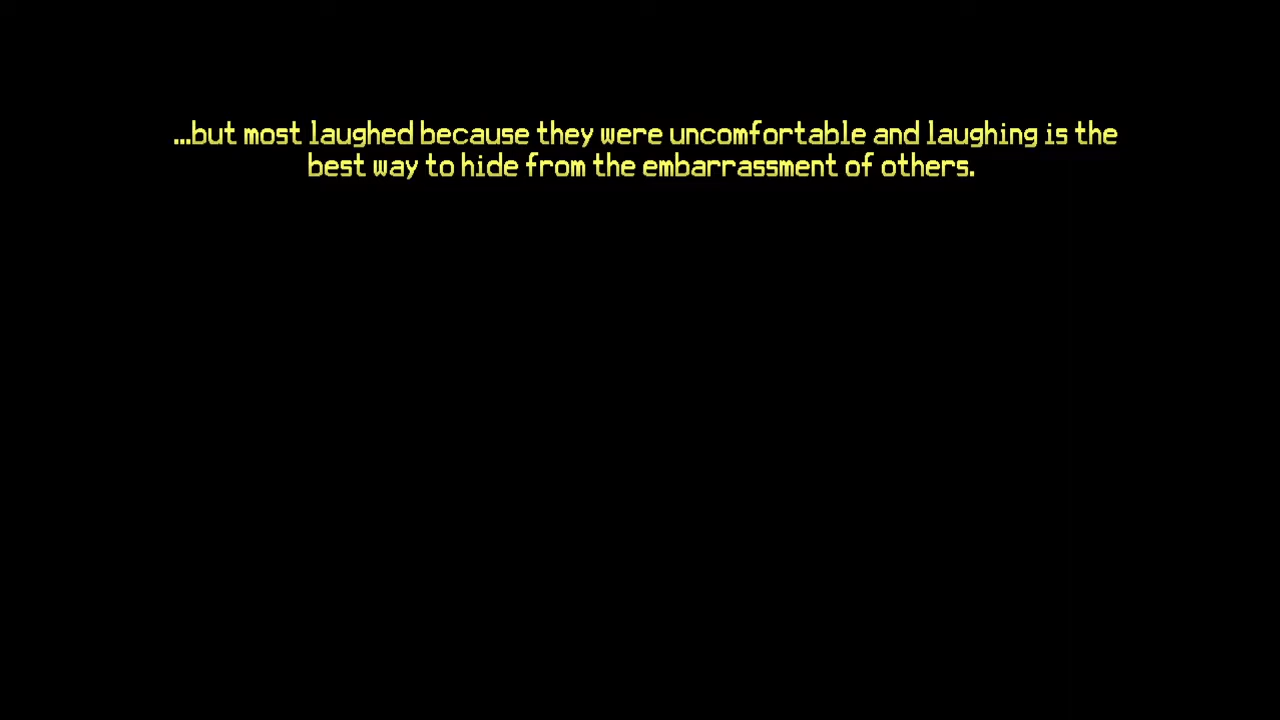 ...but most laughed because they were uncomfortable and laughing is the
best way to hide from the embarrassment of others.